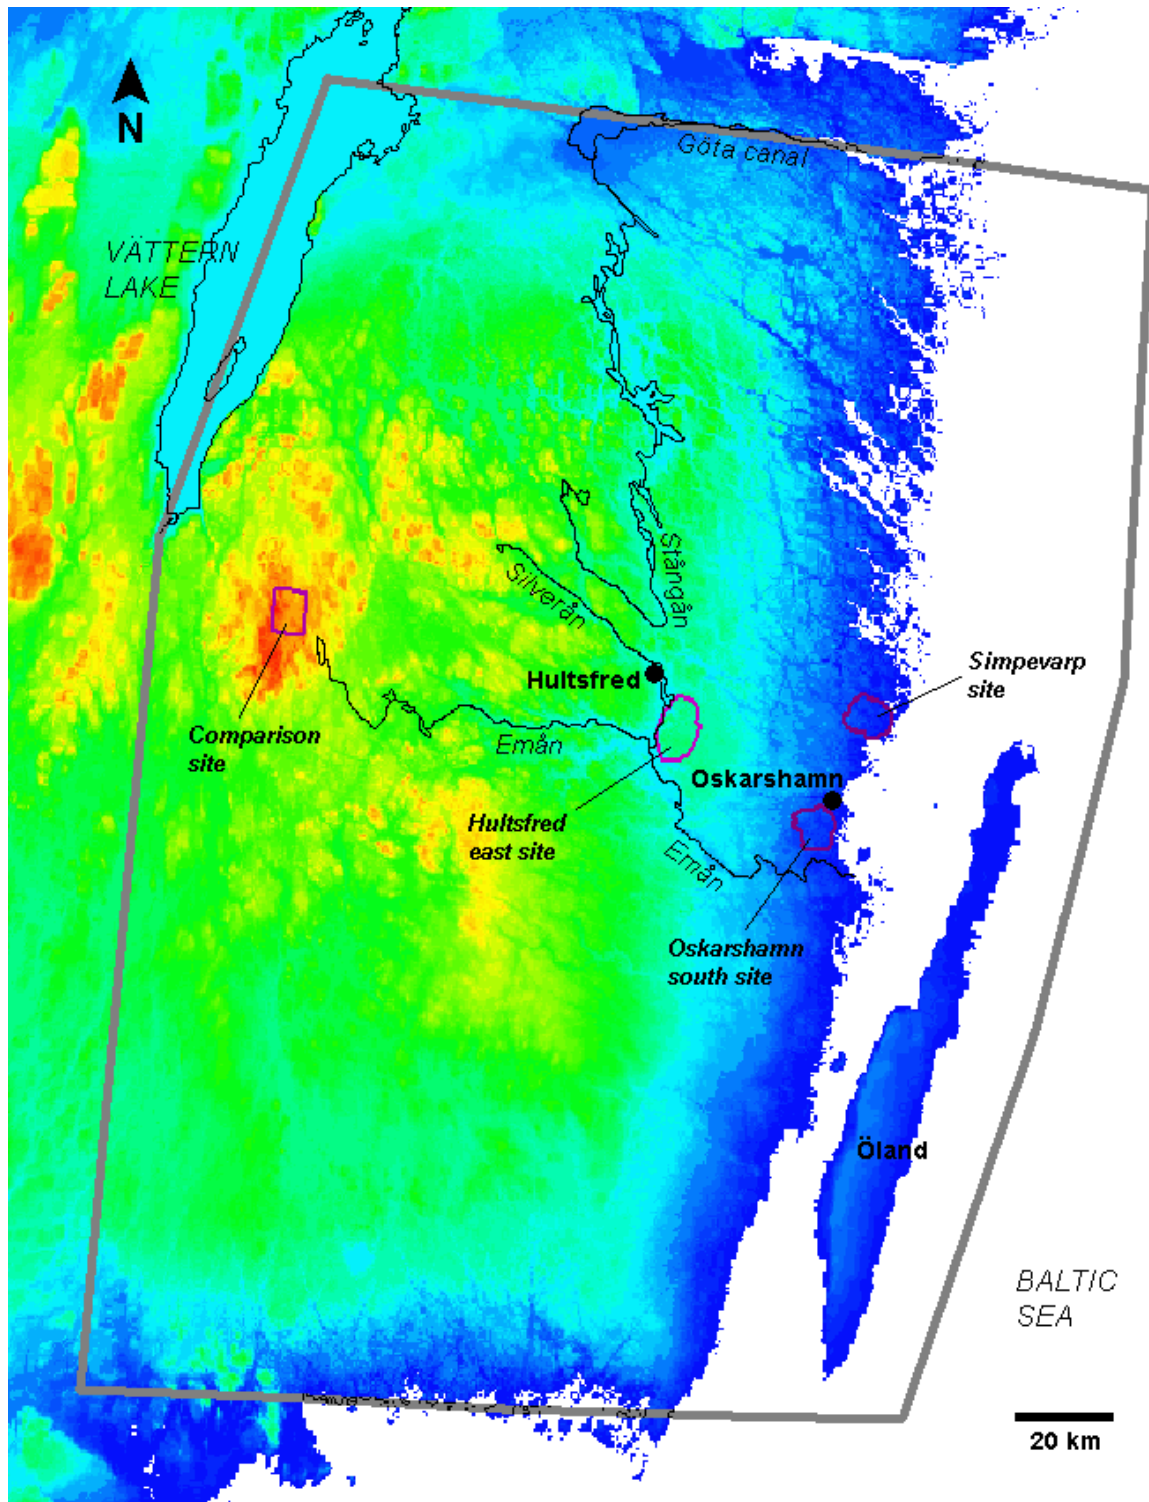 N
Göta canal
VÄTTERN
LAKE
Stångån
Silverån
Hultsfred
Simpevarp
site
Comparison
site
Emån
Oskarshamn
Hultsfred
east site
Emån
Oskarshamn
south site
Öland
BALTIC
SEA
20 km